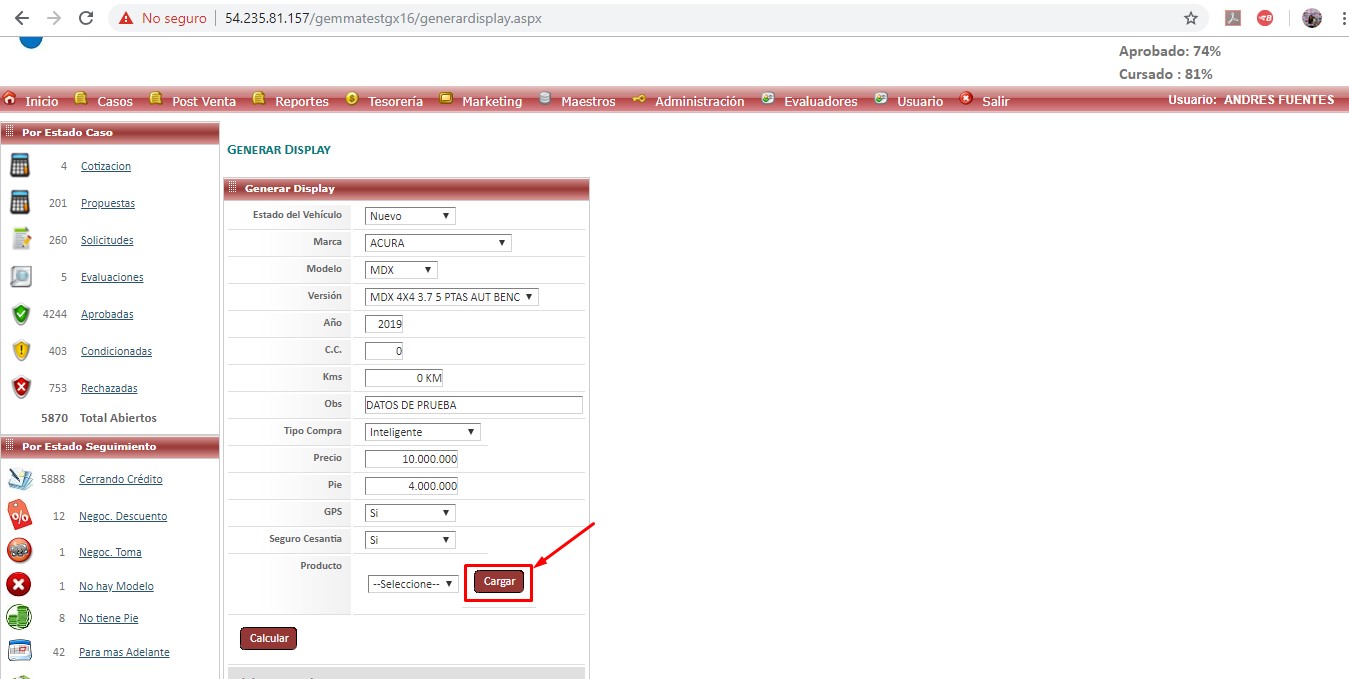 No seguro
54.235.81.157/gemmatestgx16/generardisplay.aspx
Aprobado: 74%
Cursado : 81%
Inicio
Casos
Post Venta
Reportes
Tesorería
Marketing
Maestros
Administración
Evaluadores
Usuario
Salir
Usuario: ANDRES FUENTES
Por Estado Caso
4 Cotizacion
201 Propuestas
260 Solicitudes
5 Evaluaciones
4244 Aprobadas
403 Condicionadas
753 Rechazadas
5870 Total Abiertos
Por Estado Seguimiento
5888 Cerrando Crédito
12 Negoc. Descuento
1 Negoc. Toma
1 No hay Modelo
8 No tiene Pie
42 Para mas Adelante
GENERAR DISPLAY
Generar Display
Estado del Vehículo Nuevo
Marca ACURA
Modelo MDX
Versión MDX 4X4 3.7 5 PTAS AUT BENC
Año 2019
C.C. 0
Kms 0 KM
Obs DATOS DE PRUEBA
Tipo Compra Inteligente
Precio 10.000.000
Pie 4.000.000
GPS Si
Seguro Cesantia Si
Producto --Seleccione-- Cargar
Calcular